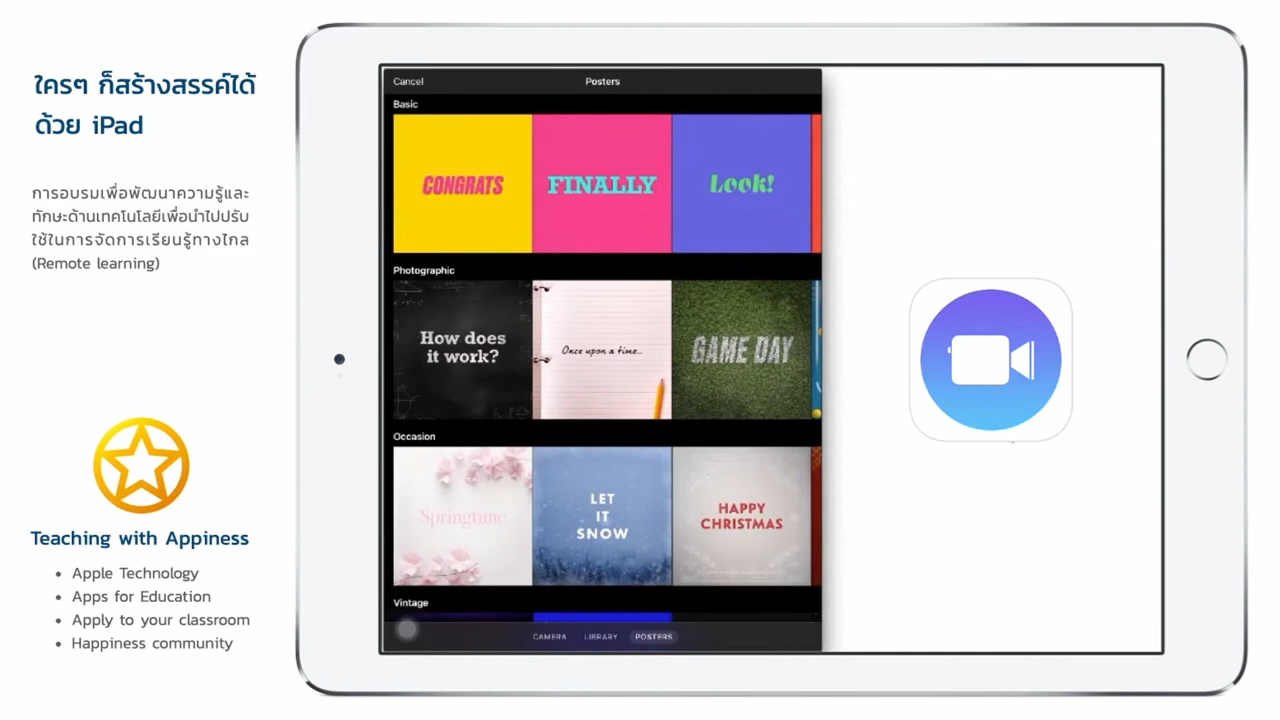 ใครๆ ก็สร้างสรรค์ได้
ด้วย iPad
การอบรมเพื่อพัฒนาความรู้และ
ทักษะด้านเทคโนโลยีเพื่อนำไปปรับ
ใช้ในการจัดการเรียนรู้ทางไกล
(Remote learning)
Teaching with Appiness
• Apple Technology
• Apps for Education
• Apply to your classroom
• Happiness community
Cancel
Posters
Basic
CONGRATS
FINALLY
Look!
Photographic
How does
it work?
Once upon a time...
GAME DAY
Occasion
Springtime
LET
IT
SNOW
HAPPY
CHRISTMAS
Vintage
CAMERA
LIBRARY
POSTERS